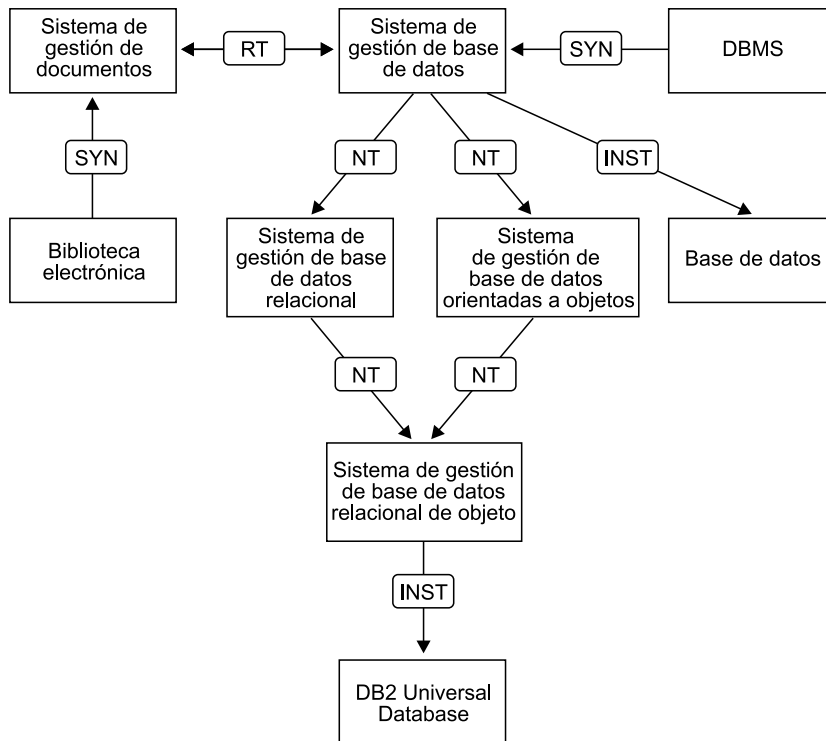 Sistema de
gestión de
documentos
RT
Sistema de
gestión de base
de datos
SYN
DBMS
SYN
NT
NT
INST
Biblioteca
electrónica
Sistema de
gestión de base
de datos
relacional
Sistema
de gestión de
base de datos
orientadas a objetos
Base de datos
NT
NT
Sistema de gestión
de base de datos
relacional de objeto
INST
DB2 Universal
Database